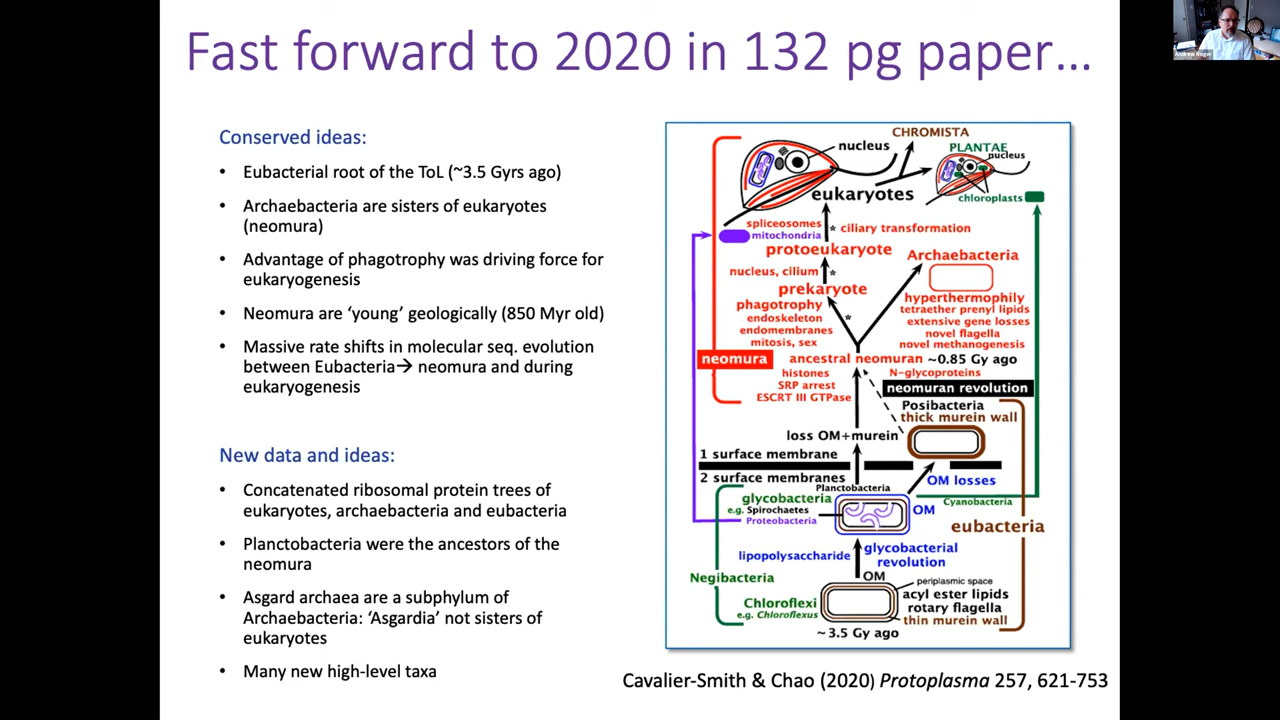 Fast forward to 2020 in 132 pg paper...
Andrew Roger
Conserved ideas:
• Eubacterial root of the ToL (~3.5 Gyrs ago)
• Archaebacteria are sisters of eukaryotes
(neomura)
• Advantage of phagotrophy was driving force for
eukaryogenesis
• Neomura are ‘young’ geologically (850 Myr old)
• Massive rate shifts in molecular seq. evolution
between Eubacteria→ neomura and during
eukaryogenesis
New data and ideas:
• Concatenated ribosomal protein trees of
eukaryotes, archaebacteria and eubacteria
• Planctobacteria were the ancestors of the
neomura
• Asgard archaea are a subphylum of
Archaebacteria: ‘Asgardia’ not sisters of
eukaryotes
• Many new high-level taxa
CHROMISTA
nucleus
PLANTAE
nucleus
eukaryotes
chloroplasts
spliceosomes
mitochondria
* ciliary transformation
protoeukaryote
Archaebacteria
nucleus, cilium *
prekaryote
phagotrophy
endoskeleton *
endomembranes
mitosis, sex
hyperthermophily
tetraether prenyl lipids
extensive gene losses
novel flagella
novel methanogenesis
neomura
ancestral neomuran ~0.85 Gy ago
histones
SRP arrest
ESCRT III GTPase
N-glycoproteins
neomuran revolution
Posibacteria
thick murein wall
loss OM+murein
1 surface membrane
2 surface membranes
OM losses
Planctobacteria
glycobacteria
e.g. Spirochaetes
Proteobacteria
OM
Cyanobacteria
eubacteria
lipopolysaccharide
glycobacterial
revolution
Negibacteria
OM
Chloroflexi
e.g. Chloroflexus
periplasmic space
acyl ester lipids
rotary flagella
thin murein wall
~3.5 Gy ago
Cavalier-Smith & Chao (2020) Protoplasma 257, 621-753